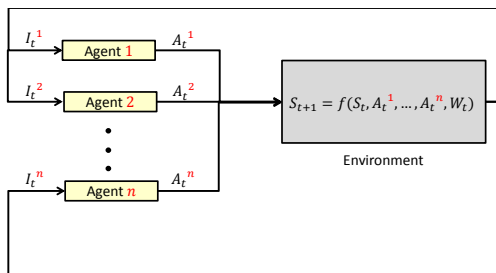 I_t^1 Agent 1 A_t^1
I_t^2 Agent 2 A_t^2
S_{t+1} = f(S_t, A_t^1, ..., A_t^n, W_t)
Environment
I_t^n Agent n A_t^n